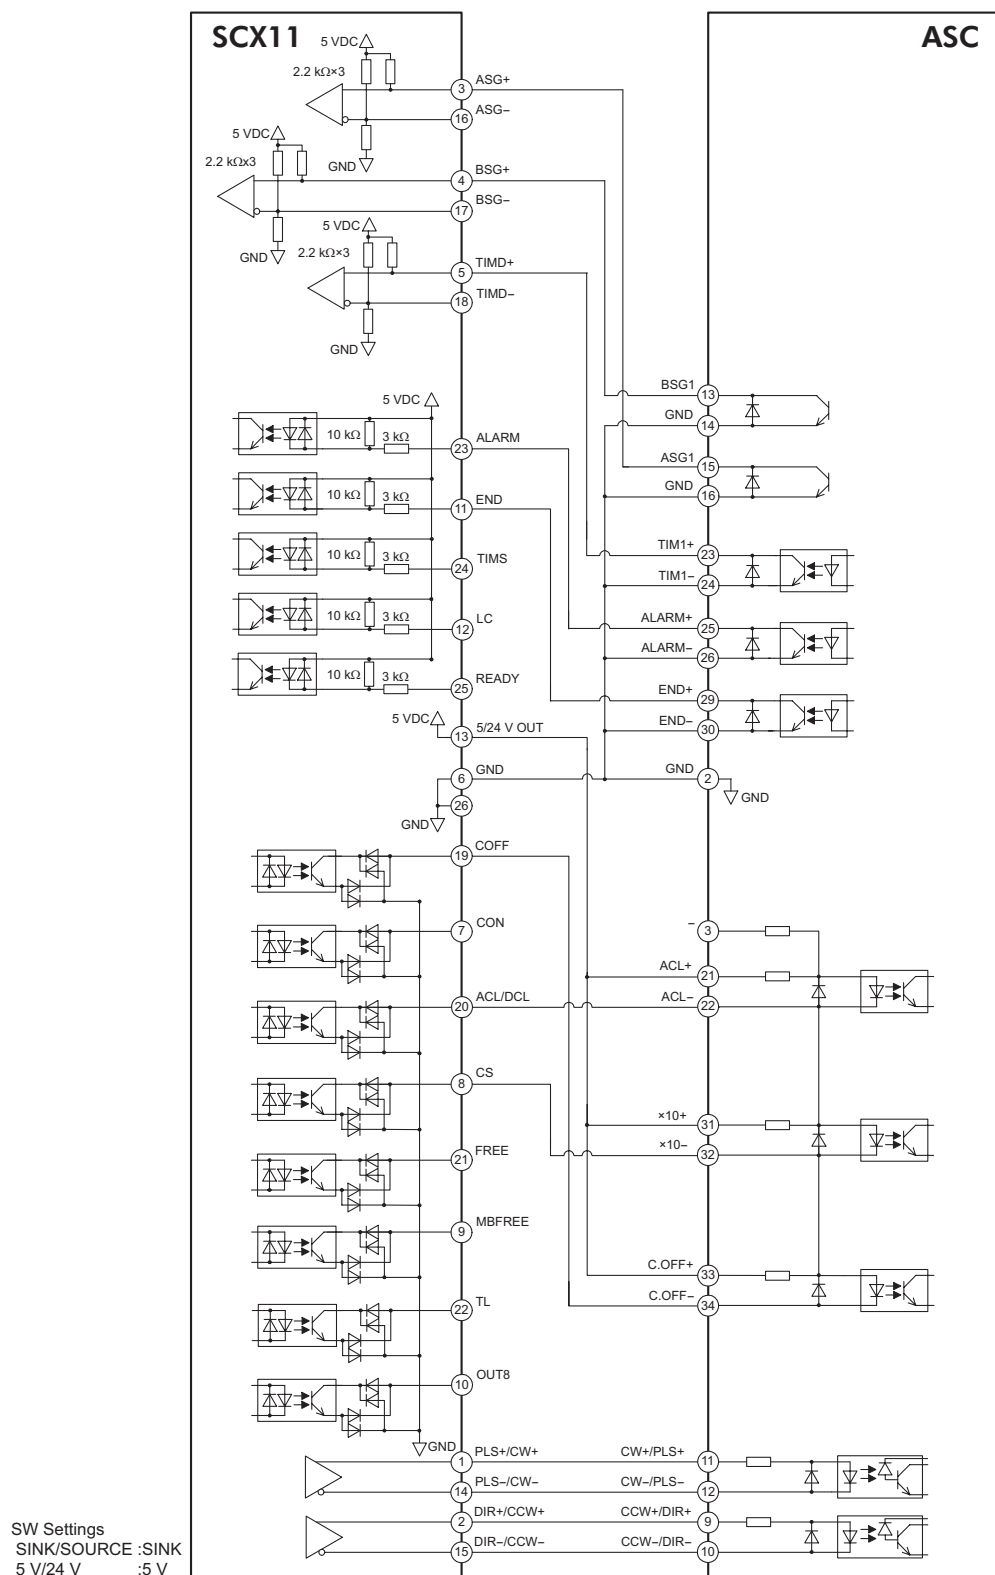 SCX11
ASC
5 VDC
2.2 kΩ×3
3 ASG+
16 ASG−
GND
5 VDC
2.2 kΩx3
4 BSG+
17 BSG−
GND
5 VDC
2.2 kΩ×3
5 TIMD+
18 TIMD−
GND
BSG1 13
GND 14
ASG1 15
GND 16
5 VDC
10 kΩ 3 kΩ 23 ALARM
10 kΩ 3 kΩ 11 END
10 kΩ 3 kΩ 24 TIMS
10 kΩ 3 kΩ 12 LC
10 kΩ 3 kΩ 25 READY
TIM1+ 23
TIM1− 24
ALARM+ 25
ALARM− 26
END+ 29
END− 30
5 VDC 13 5/24 V OUT
6 GND
GND 2
GND
26
GND
19 COFF
7 CON
− 3
20 ACL/DCL
ACL+ 21
ACL− 22
8 CS
×10+ 31
×10− 32
21 FREE
9 MBFREE
C.OFF+ 33
C.OFF− 34
22 TL
10 OUT8
GND
1 PLS+/CW+ CW+/PLS+ 11
14 PLS−/CW− CW−/PLS− 12
2 DIR+/CCW+ CCW+/DIR+ 9
15 DIR−/CCW− CCW−/DIR− 10
SW Settings
SINK/SOURCE :SINK
5 V/24 V :5 V